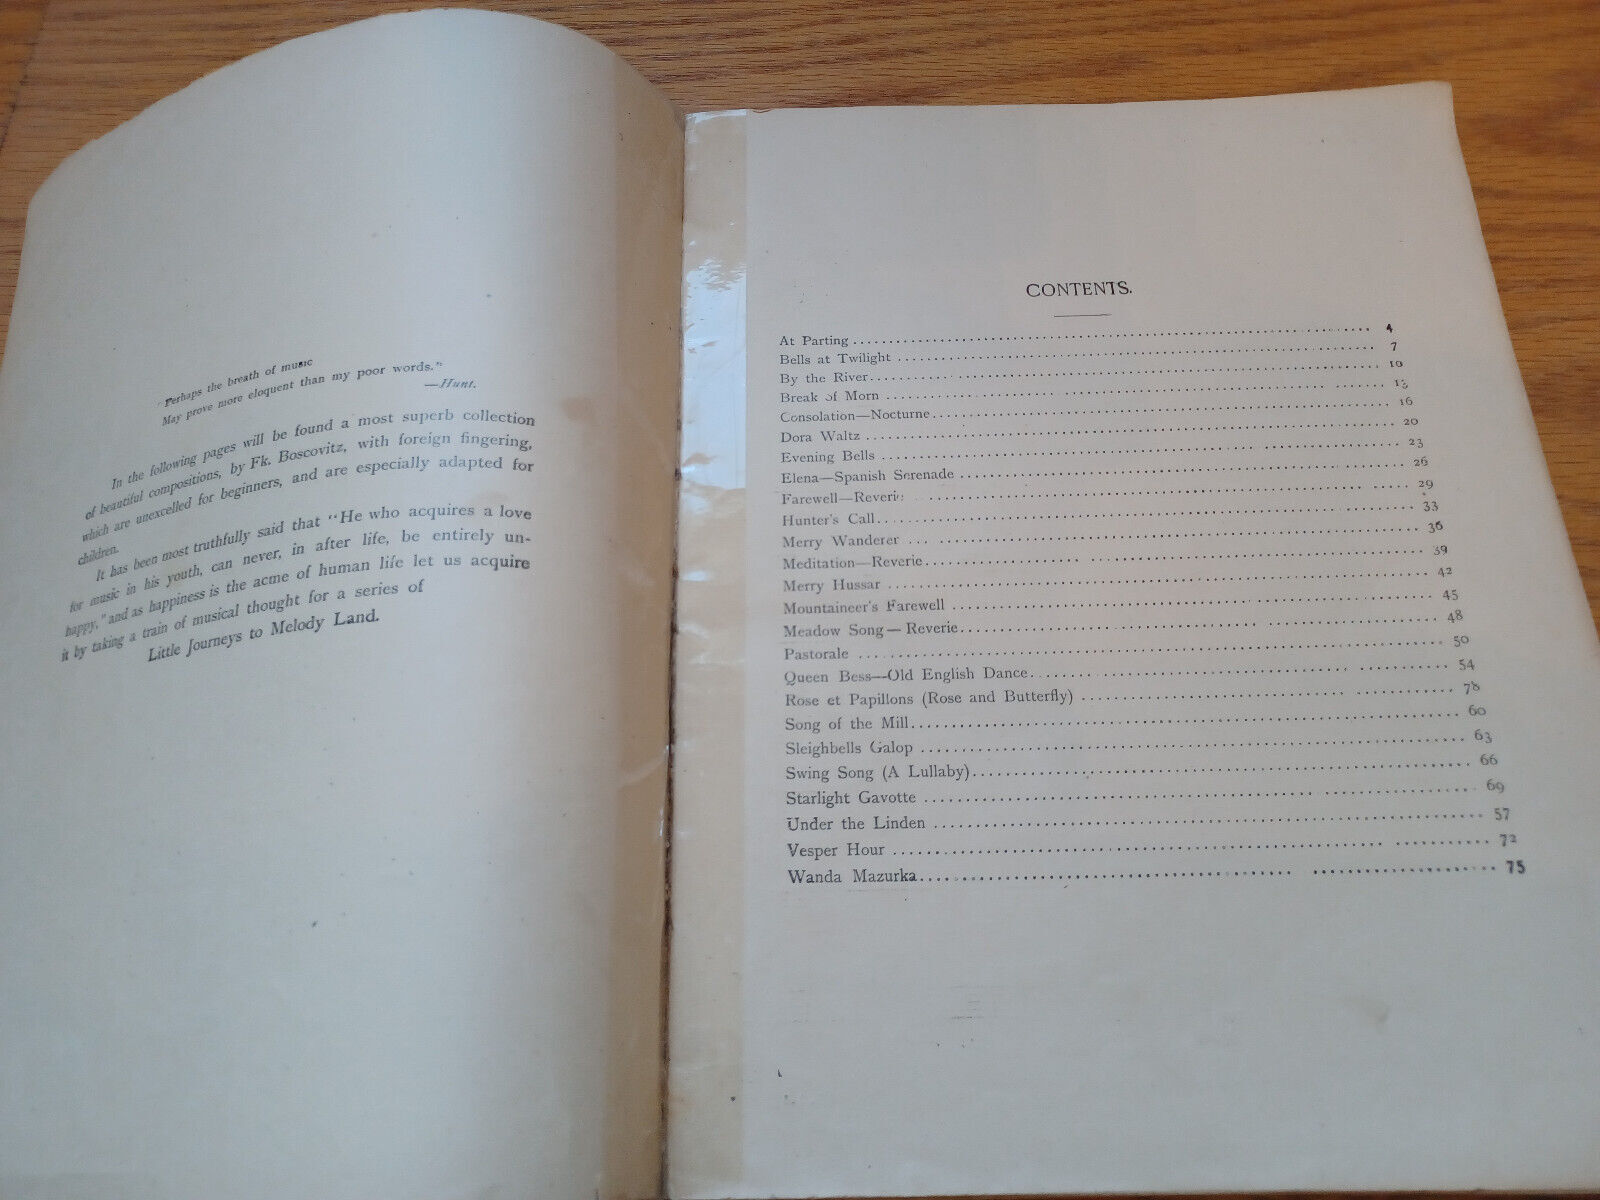 "Perhaps the breath of music
May prove more eloquent than my poor words."
—Hunt.
In the following pages will be found a most superb collection
of beautiful compositions, by Fk. Boscovitz, with foreign fingering,
which are unexcelled for beginners, and are especially adapted for
children.
It has been most truthfully said that "He who acquires a love
for music in his youth, can never, in after life, be entirely un-
happy," and as happiness is the acme of human life let us acquire
it by taking a train of musical thought for a series of
Little Journeys to Melody Land.
CONTENTS.
At Parting 4
Bells at Twilight 7
By the River 10
Break of Morn 13
Consolation—Nocturne 16
Dora Waltz 20
Evening Bells 23
Elena—Spanish Serenade 26
Farewell—Reverie 29
Hunter's Call 33
Merry Wanderer 36
Meditation—Reverie 39
Merry Hussar 42
Mountaineer's Farewell 45
Meadow Song—Reverie 48
Pastorale 50
Queen Bess—Old English Dance 54
Rose et Papillons (Rose and Butterfly) 78
Song of the Mill 60
Sleighbells Galop 63
Swing Song (A Lullaby) 66
Starlight Gavotte 69
Under the Linden 57
Vesper Hour 72
Wanda Mazurka 75